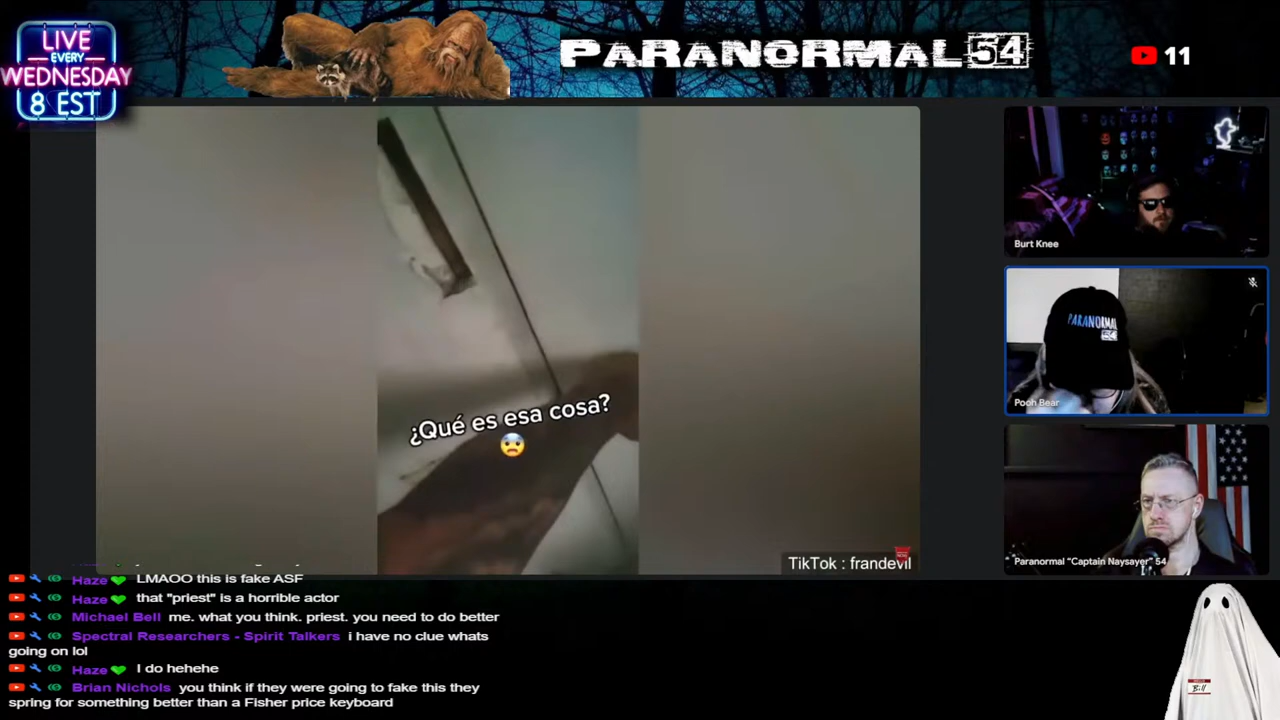 LIVE
EVERY
WEDNESDAY
8 EST
PARANORMAL 54
11
Burt Knee
¿Qué es esa cosa?
PARANORMAL
54
Pooh Bear
Paranormal "Captain Naysayer" 54
TikTok : frandevil
Haze LMAOO this is fake ASF
Haze that "priest" is a horrible actor
Michael Bell me. what you think. priest. you need to do better
Spectral Researchers - Spirit Talkers i have no clue whats
going on lol
Haze I do hehehe
Brian Nichols you think if they were going to fake this they
spring for something better than a Fisher price keyboard
HELLO
Bill